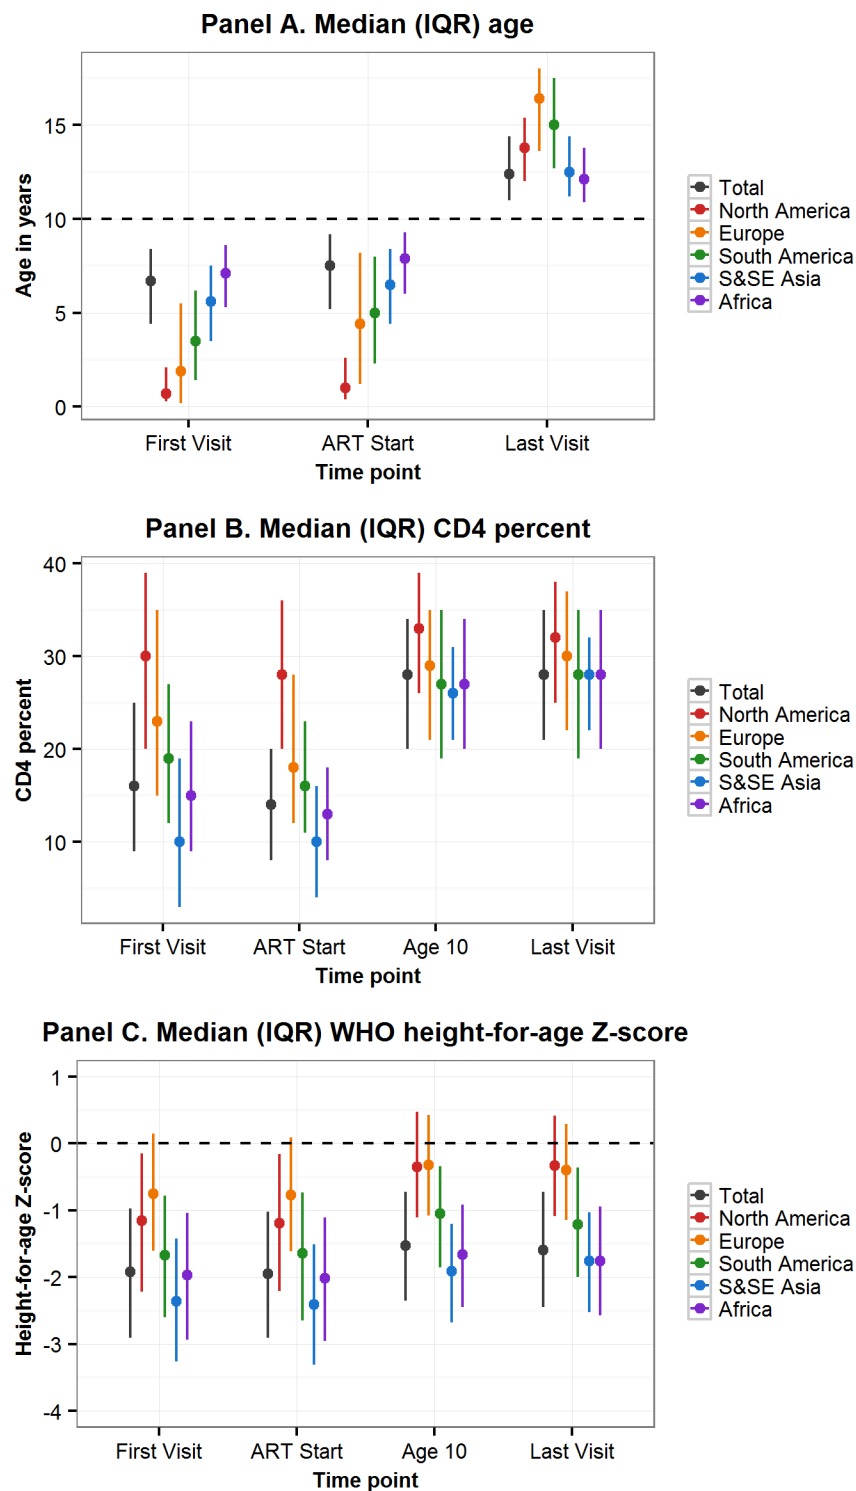 Panel A. Median (IQR) age
Age in years
15
10
5
0
First Visit
ART Start
Last Visit
Time point
Total
North America
Europe
South America
S&SE Asia
Africa
Panel B. Median (IQR) CD4 percent
CD4 percent
40
30
20
10
First Visit
ART Start
Age 10
Last Visit
Time point
Total
North America
Europe
South America
S&SE Asia
Africa
Panel C. Median (IQR) WHO height-for-age Z-score
Height-for-age Z-score
1
0
-1
-2
-3
-4
First Visit
ART Start
Age 10
Last Visit
Time point
Total
North America
Europe
South America
S&SE Asia
Africa